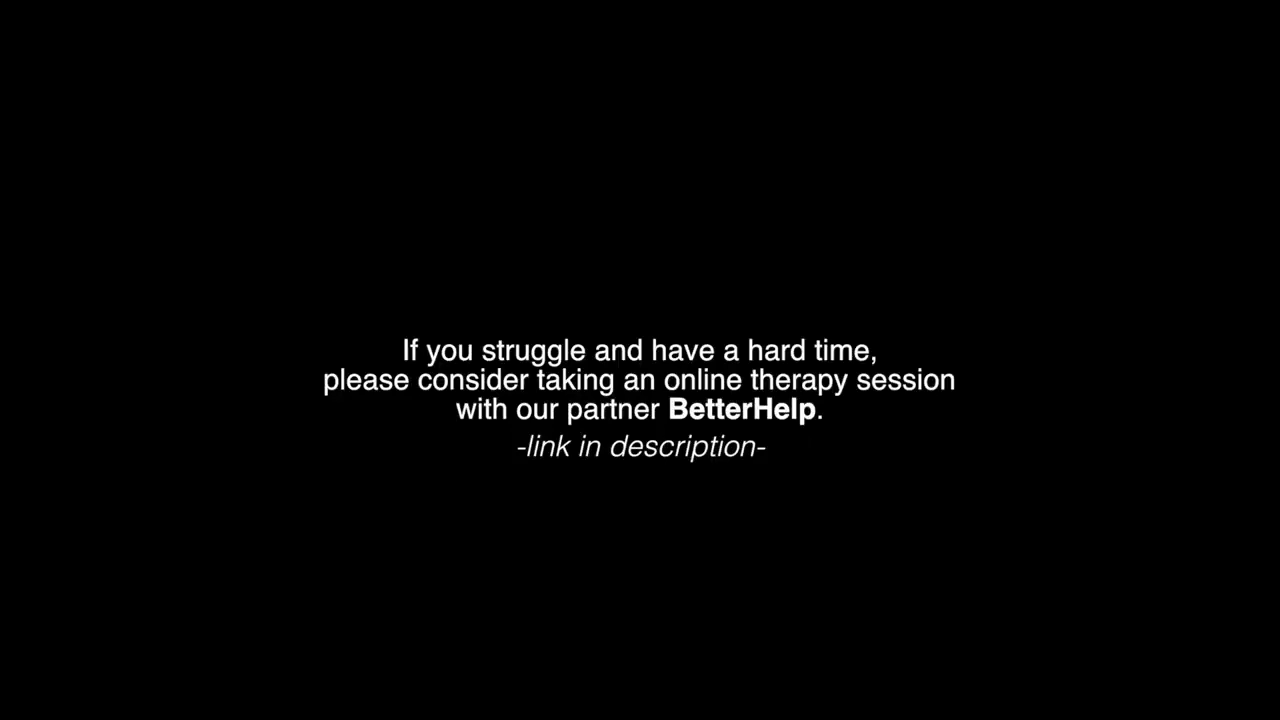 If you struggle and have a hard time,
please consider taking an online therapy session
with our partner BetterHelp.
-link in description-